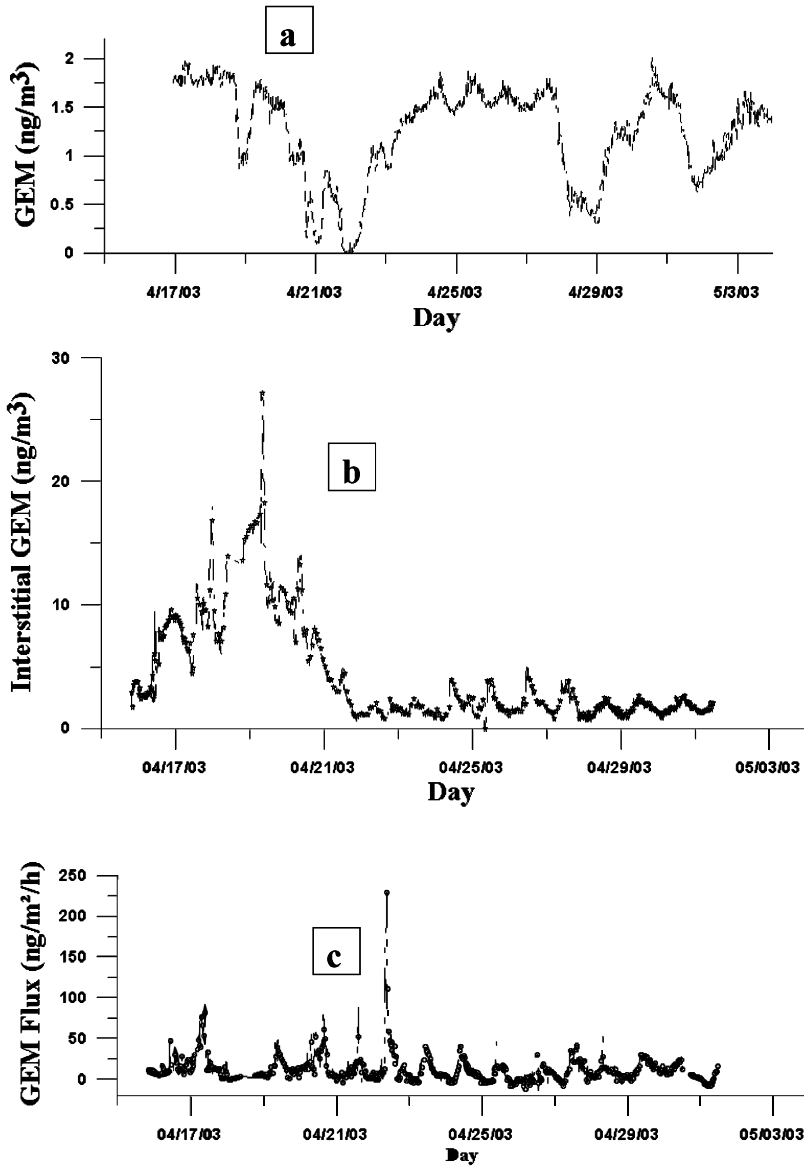 a
GEM (ng/m3)
2
1.5
1
0.5
0
4/17/03 4/21/03 4/25/03 4/29/03 5/3/03
Day
b
Interstitial GEM (ng/m3)
30
20
10
0
04/17/03 04/21/03 04/25/03 04/29/03 05/03/03
Day
c
GEM Flux (ng/m²/h)
250
200
150
100
50
0
04/17/03 04/21/03 04/25/03 04/29/03 05/03/03
Day